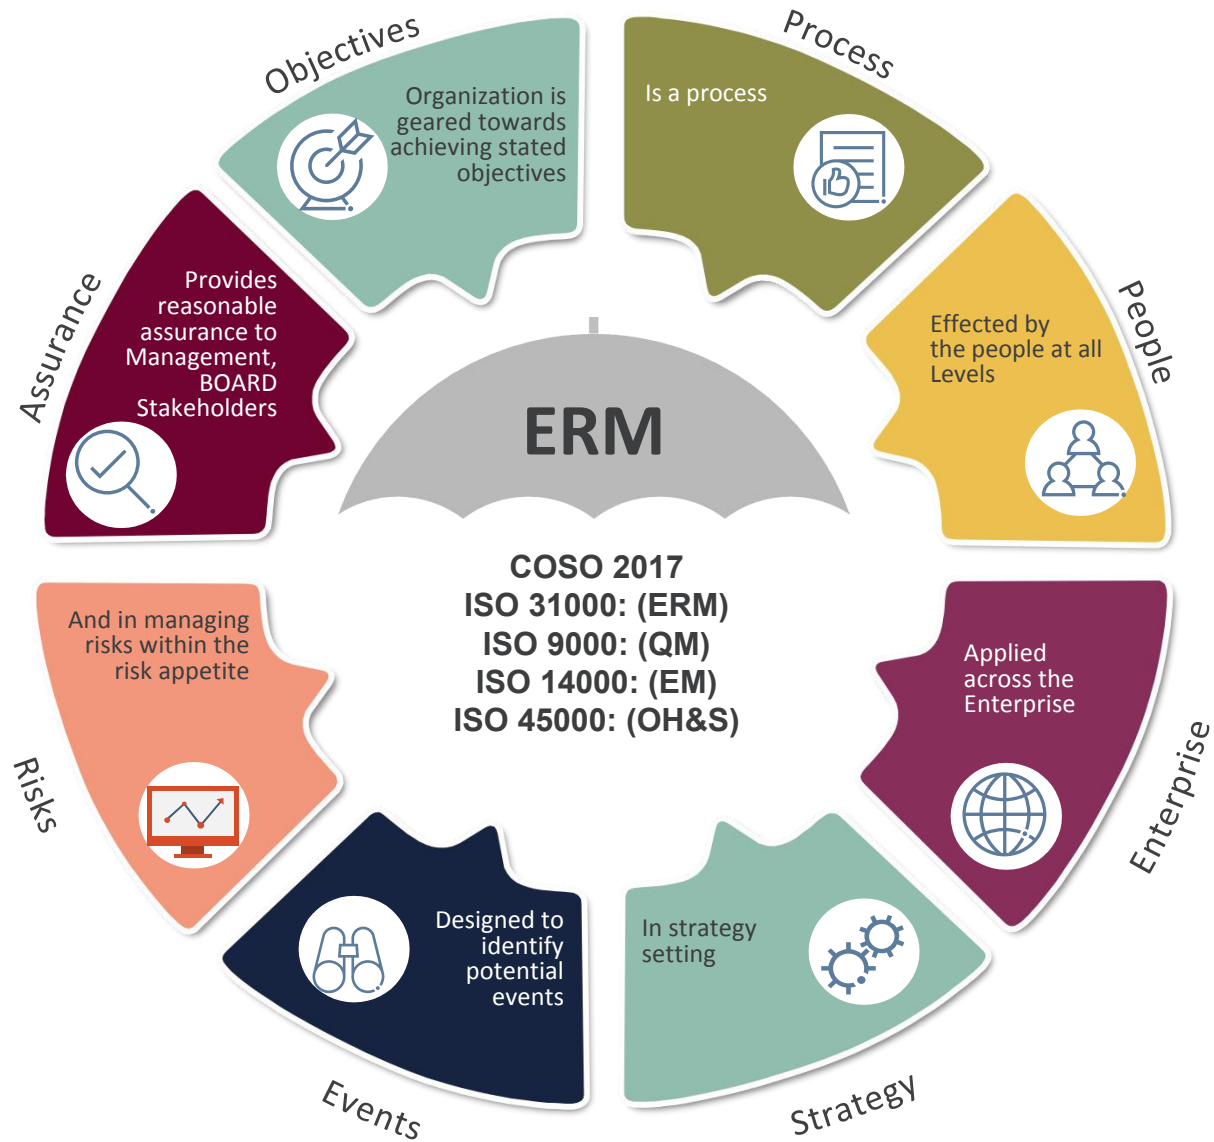 Process
Is a process
People
Effected by
the people at all
Levels
Enterprise
Applied
across the
Enterprise
Strategy
In strategy
setting
Events
Designed to
identify
potential
events
Risks
And in managing
risks within the
risk appetite
Assurance
Provides
reasonable
assurance to
Management,
BOARD
Stakeholders
Objectives
Organization is
geared towards
achieving stated
objectives
ERM
COSO 2017
ISO 31000: (ERM)
ISO 9000: (QM)
ISO 14000: (EM)
ISO 45000: (OH&S)